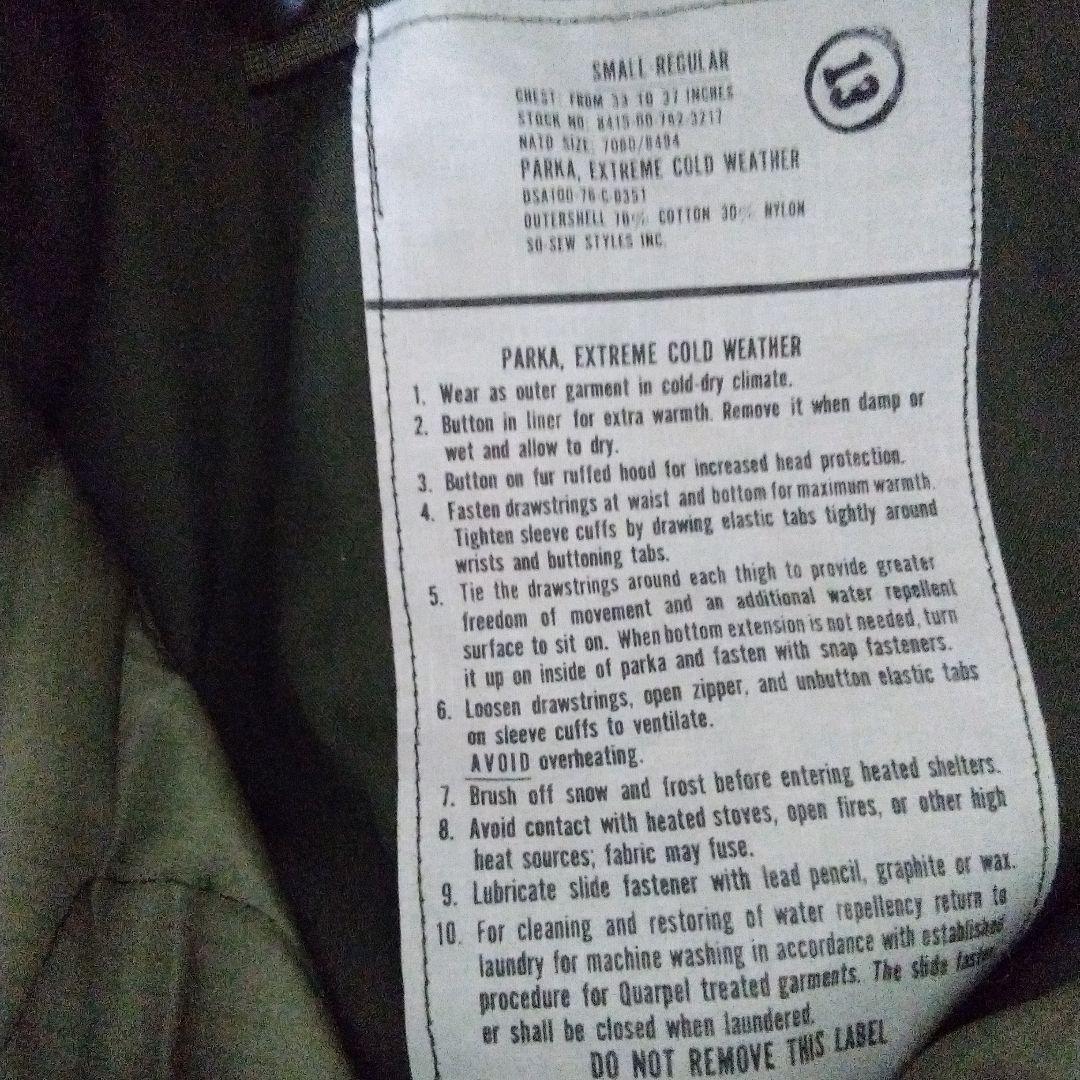 13
SMALL REGULAR
CHEST: FROM 33 TO 37 INCHES
STOCK NO: 8415-00-782-3217
NATO SIZE: 7080/8494
PARKA, EXTREME COLD WEATHER
DSA100-76-C-0351
OUTERSHELL 70% COTTON 30% NYLON
SO-SEW STYLES INC.
PARKA, EXTREME COLD WEATHER
1. Wear as outer garment in cold-dry climate.
2. Button in liner for extra warmth. Remove it when damp or
wet and allow to dry.
3. Button on fur ruffed hood for increased head protection.
4. Fasten drawstrings at waist and bottom for maximum warmth.
Tighten sleeve cuffs by drawing elastic tabs tightly around
wrists and buttoning tabs.
5. Tie the drawstrings around each thigh to provide greater
freedom of movement and an additional water repellent
surface to sit on. When bottom extension is not needed, turn
it up on inside of parka and fasten with snap fasteners.
6. Loosen drawstrings, open zipper, and unbutton elastic tabs
on sleeve cuffs to ventilate.
AVOID overheating.
7. Brush off snow and frost before entering heated shelters.
8. Avoid contact with heated stoves, open fires, or other high
heat sources; fabric may fuse.
9. Lubricate slide fastener with lead pencil, graphite or wax.
10. For cleaning and restoring of water repellency return to
laundry for machine washing in accordance with established
procedure for Quarpel treated garments. The slide fasten-
er shall be closed when laundered.
DO NOT REMOVE THIS LABEL